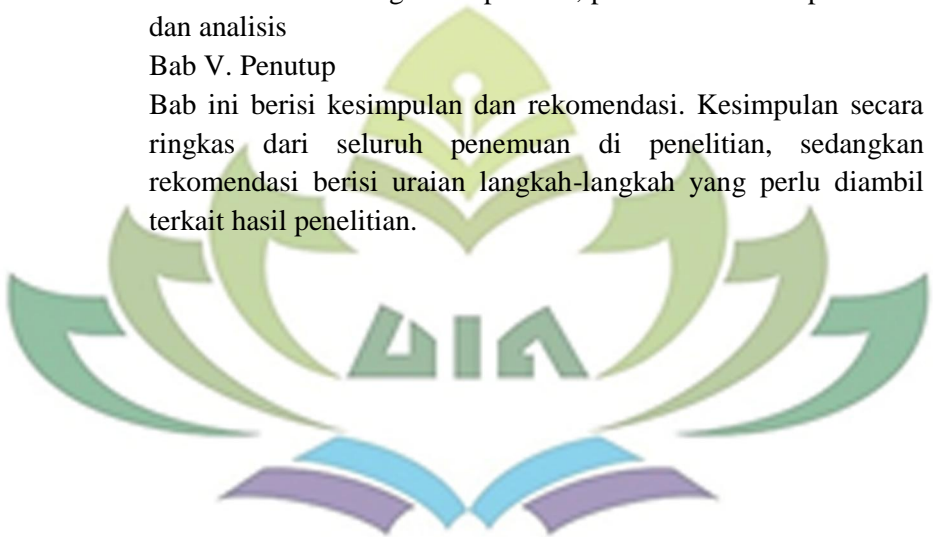 dan analisis
Bab V. Penutup
Bab ini berisi kesimpulan dan rekomendasi. Kesimpulan secara
ringkas dari seluruh penemuan di penelitian, sedangkan
rekomendasi berisi uraian langkah-langkah yang perlu diambil
terkait hasil penelitian.
UIN